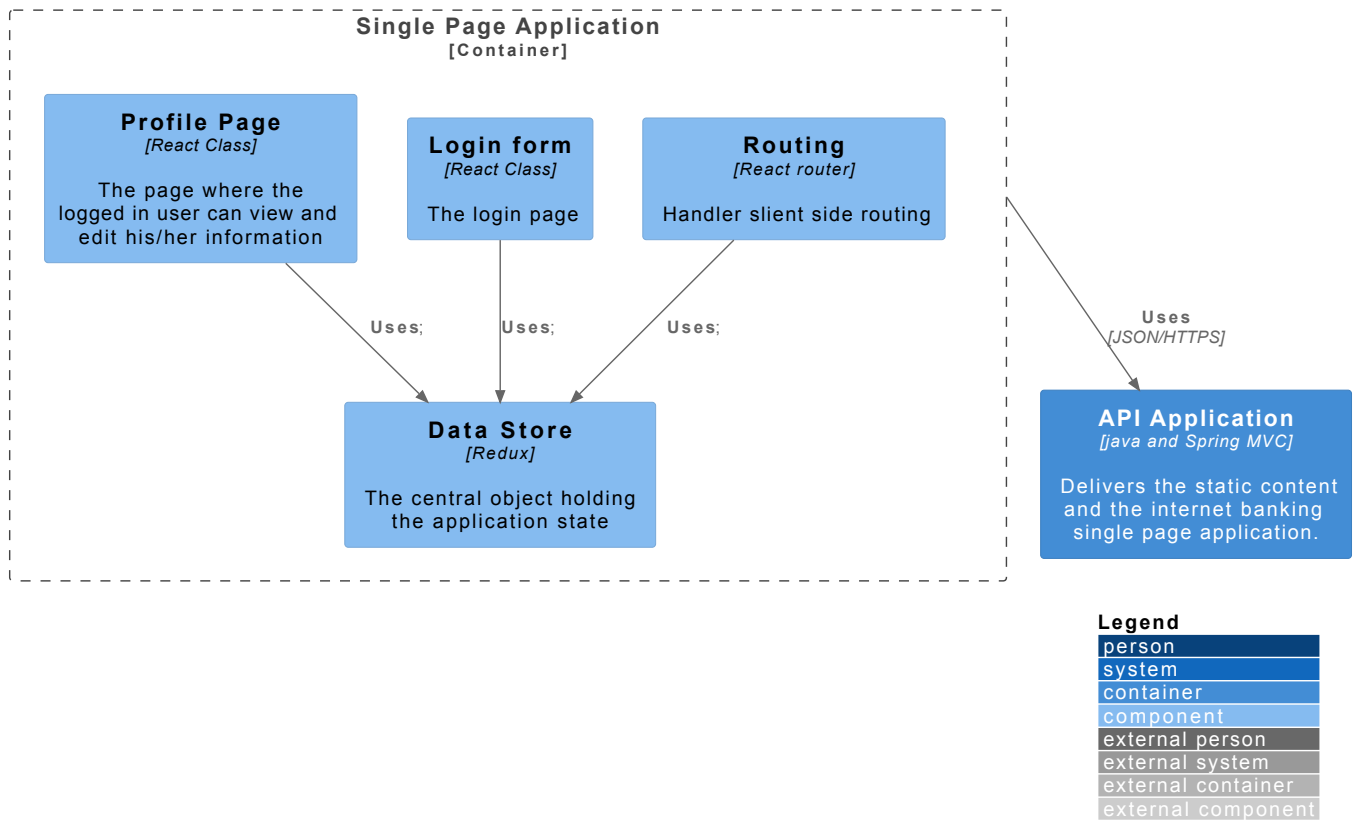 Single Page Application
[Container]
Profile Page
[React Class]
The page where the
logged in user can view and
edit his/her information
Login form
[React Class]
The login page
Routing
[React router]
Handler slient side routing
Uses;
Uses;
Uses;
Uses
[JSON/HTTPS]
Data Store
[Redux]
The central object holding
the application state
API Application
[java and Spring MVC]
Delivers the static content
and the internet banking
single page application.
Legend
person
system
container
component
external person
external system
external container
external component